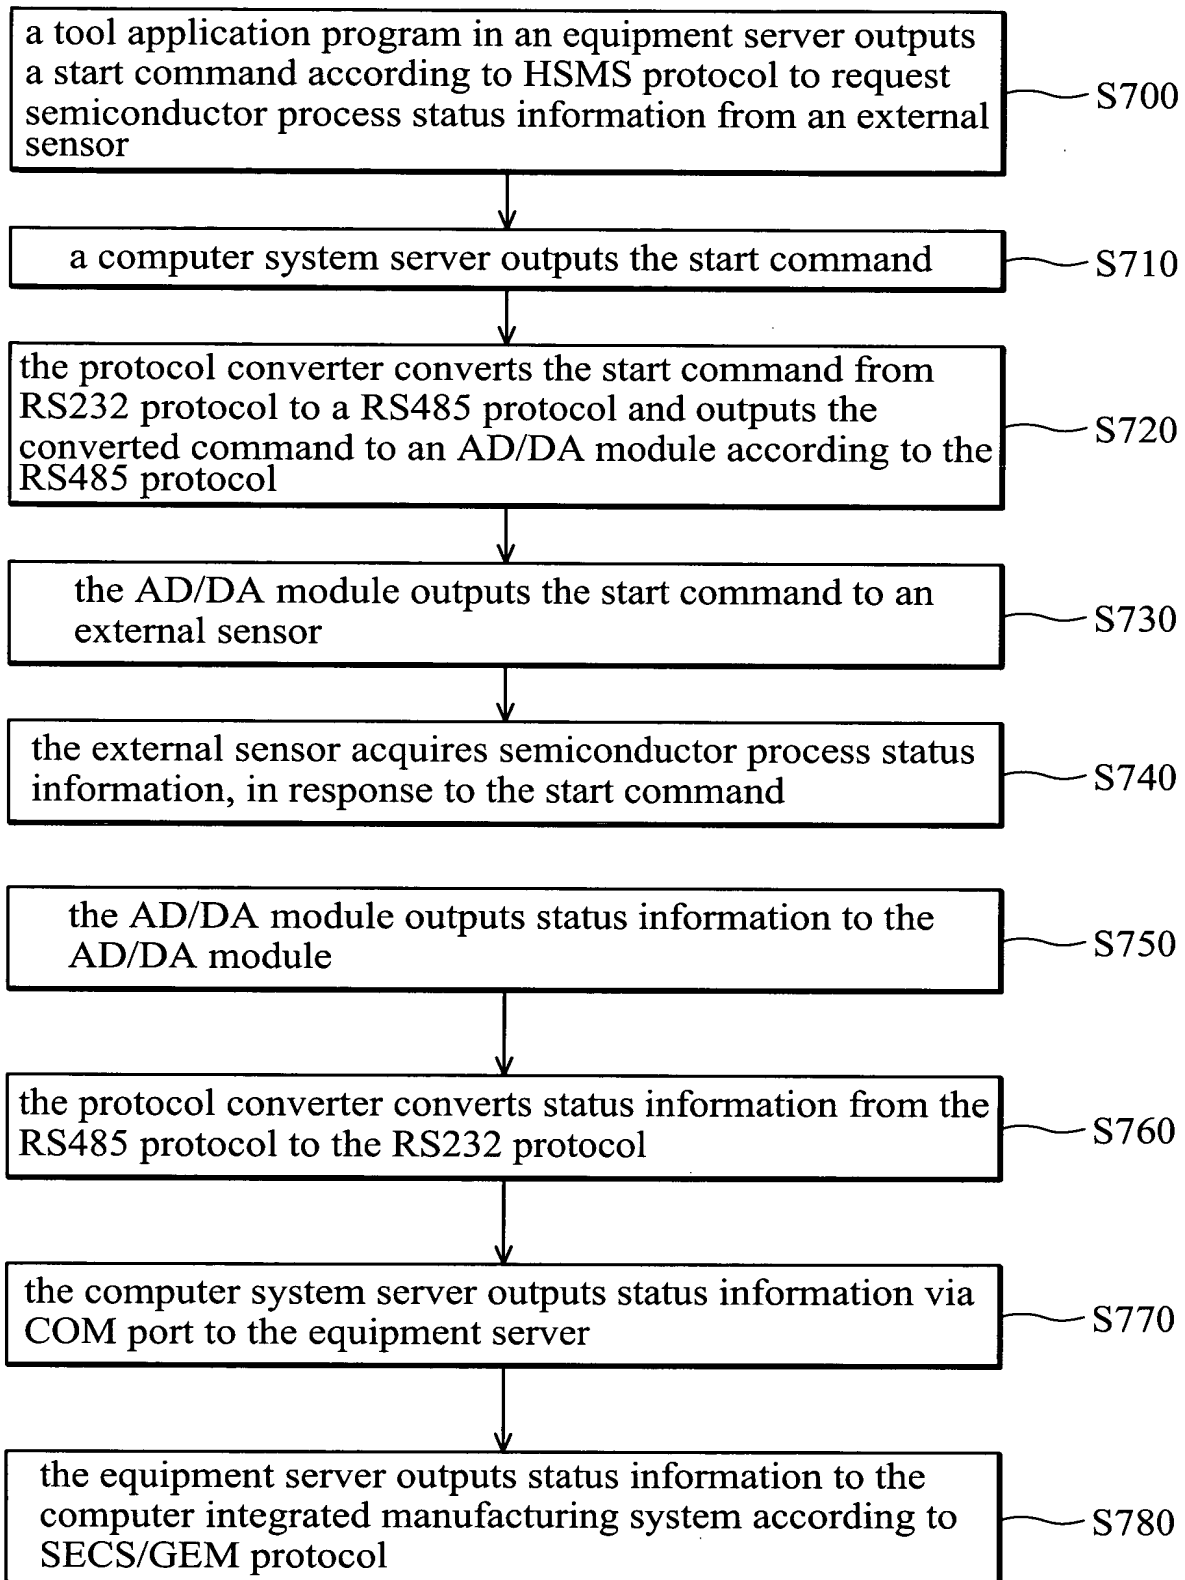 a tool application program in an equipment server outputs
a start command according to HSMS protocol to request
semiconductor process status information from an external
sensor
S700
a computer system server outputs the start command
S710
the protocol converter converts the start command from
RS232 protocol to a RS485 protocol and outputs the
converted command to an AD/DA module according to the
RS485 protocol
S720
the AD/DA module outputs the start command to an
external sensor
S730
the external sensor acquires semiconductor process status
information, in response to the start command
S740
the AD/DA module outputs status information to the
AD/DA module
S750
the protocol converter converts status information from the
RS485 protocol to the RS232 protocol
S760
the computer system server outputs status information via
COM port to the equipment server
S770
the equipment server outputs status information to the
computer integrated manufacturing system according to
SECS/GEM protocol
S780